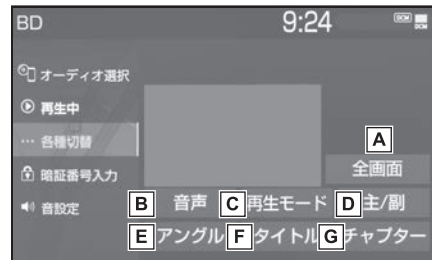 BD 9:24 DCM DCM
オーディオ選択
再生中
… 各種切替
暗証番号入力
音設定
A
全画面
B 音声 C 再生モード D 主/副
E アングル F タイトル G チャプター